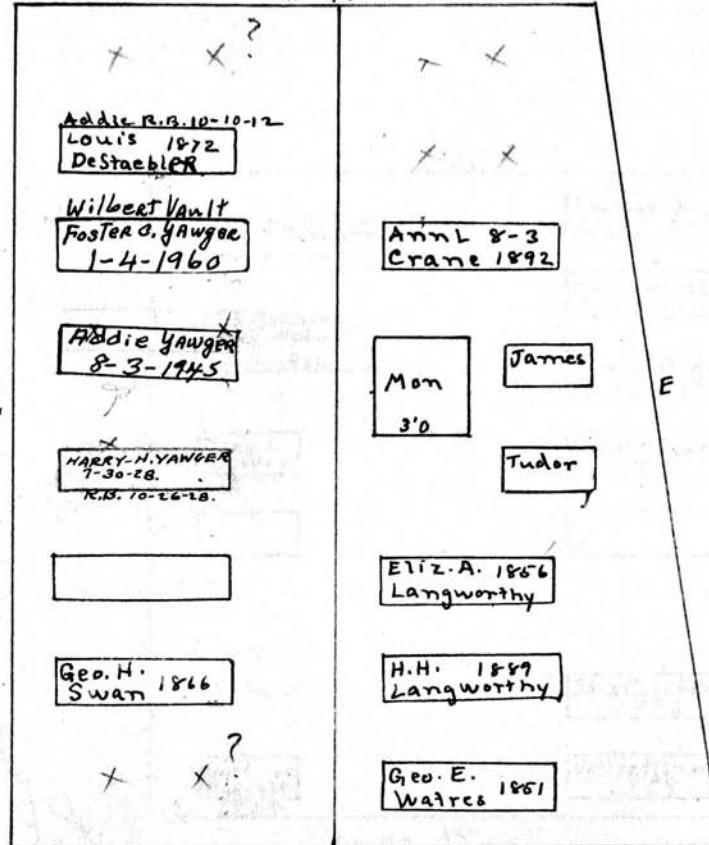 ?
Addie R.B. 10-10-12
Louis 1872
DeStaebler
Wilbert Vault
Foster C. Yawger
1-4-1960
Addie Yawger
8-3-1945
HARRY H. YAWGER
7-30-28.
R.B. 10-26-28.
Geo. H.
Swan 1866
?
Ann L 8-3
Crane 1892
Mon
3'0
James
Tudor
E
Eliz. A. 1856
Langworthy
H.H. 1889
Langworthy
Geo. E.
Watres 1851